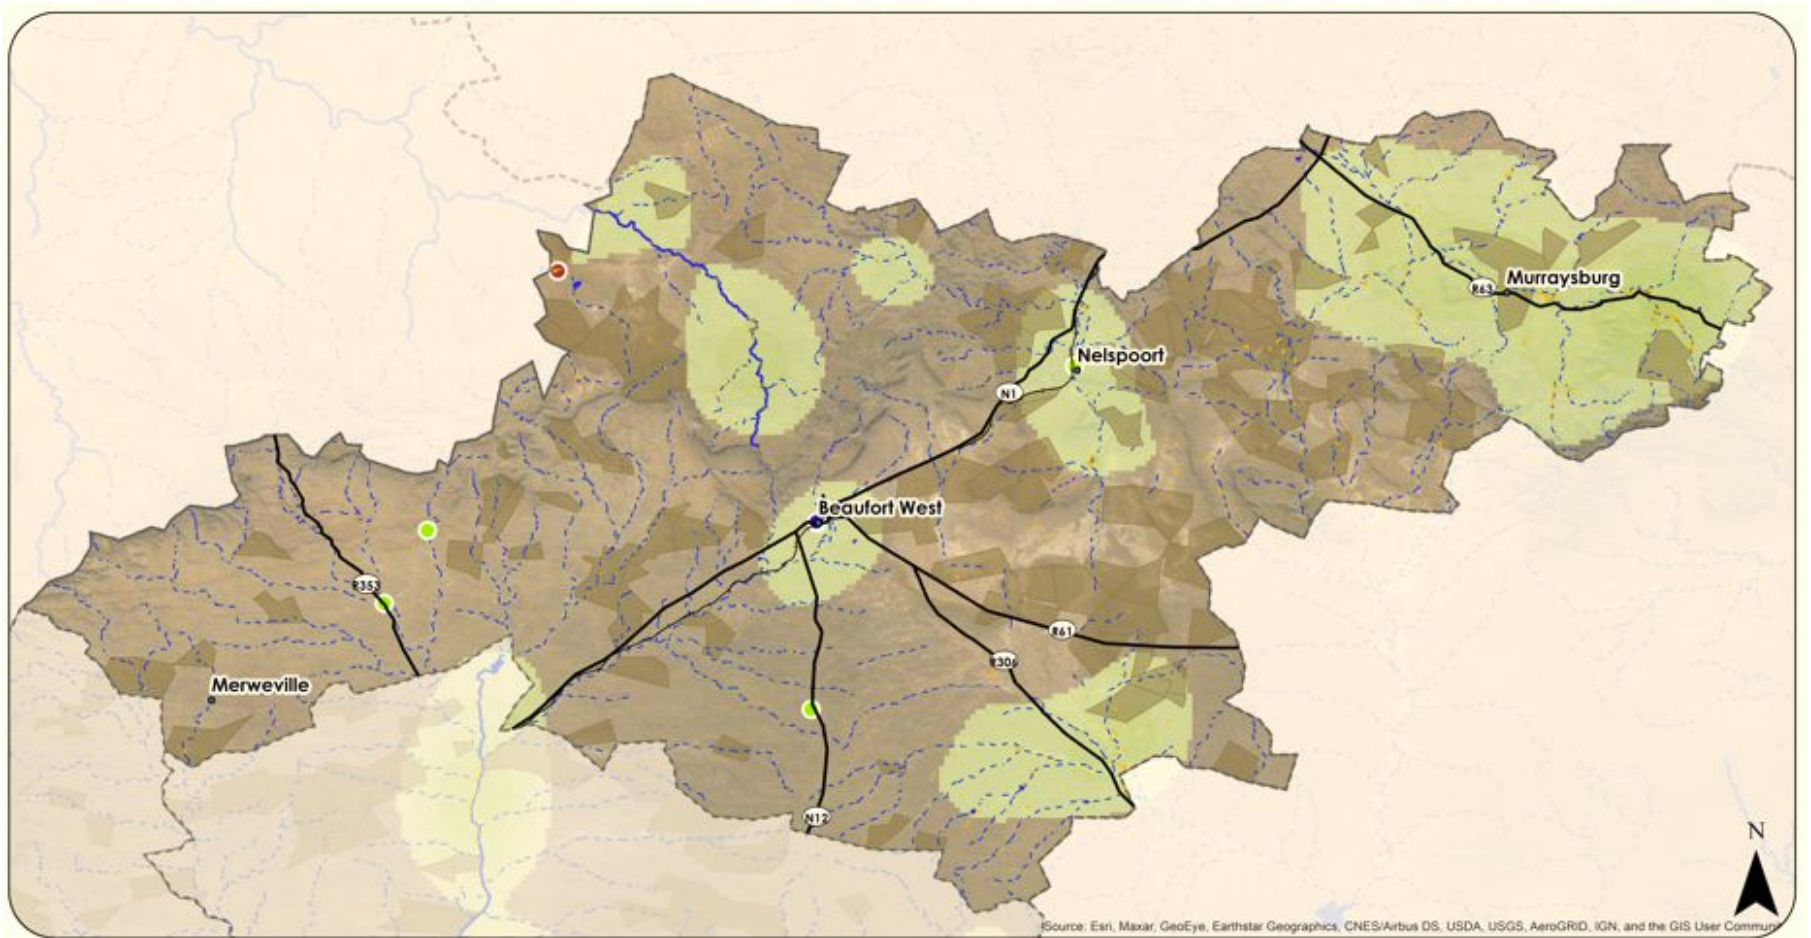 Murraysburg
R63
Nelspoort
N1
Beaufort West
R353
R61
R306
Merweville
N12
N
Source: Esri, Maxar, GeoEye, Earthstar Geographics, CNES/Airbus DS, USDA, USGS, AeroGRID, IGN, and the GIS User Commun